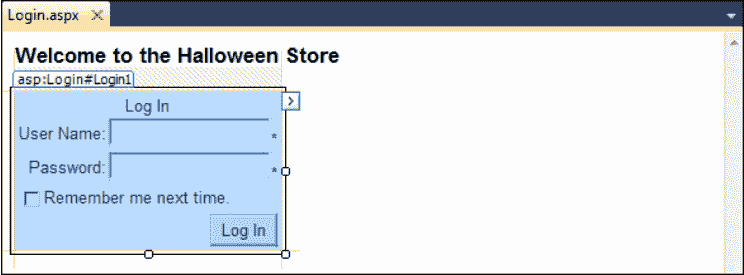 Login.aspx
Welcome to the Halloween Store
asp:Login#Login1
Log In
User Name: *
Password: *
Remember me next time.
Log In